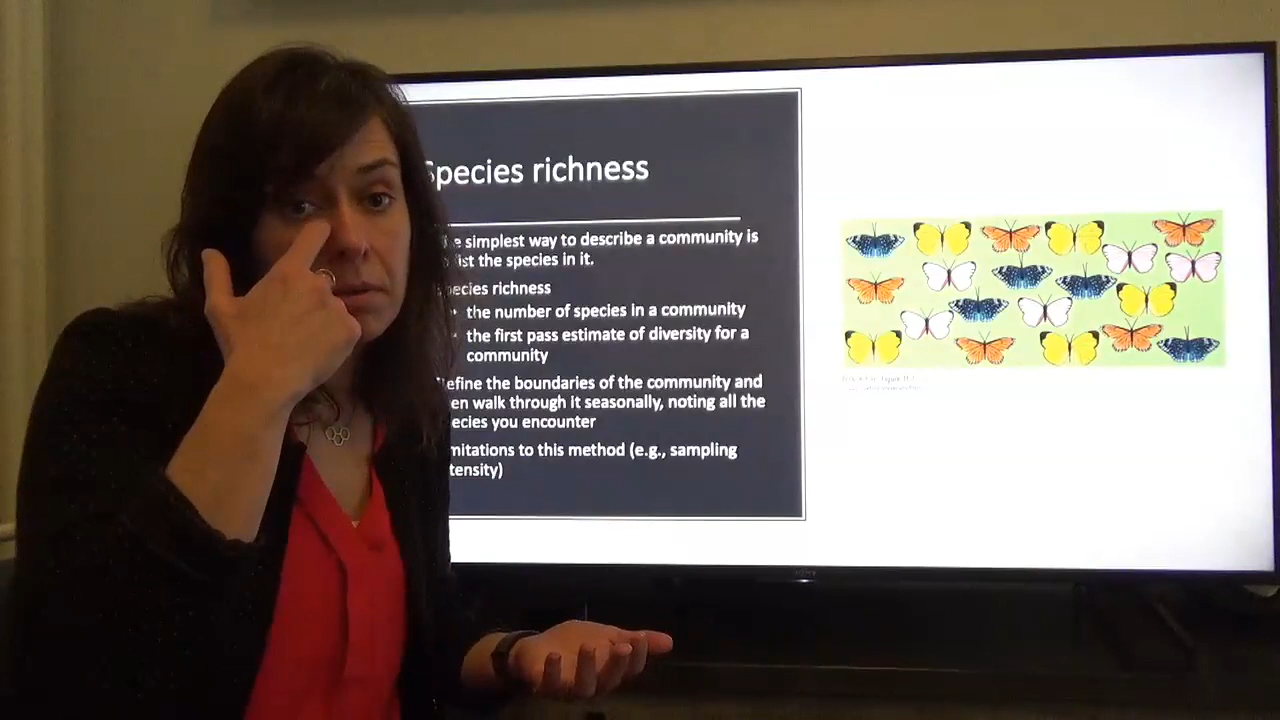 Species richness
e simplest way to describe a community is
ist the species in it.
pecies richness
the number of species in a community
the first pass estimate of diversity for a
community
efine the boundaries of the community and
en walk through it seasonally, noting all the
ecies you encounter
mitations to this method (e.g., sampling
tensity)
SONY